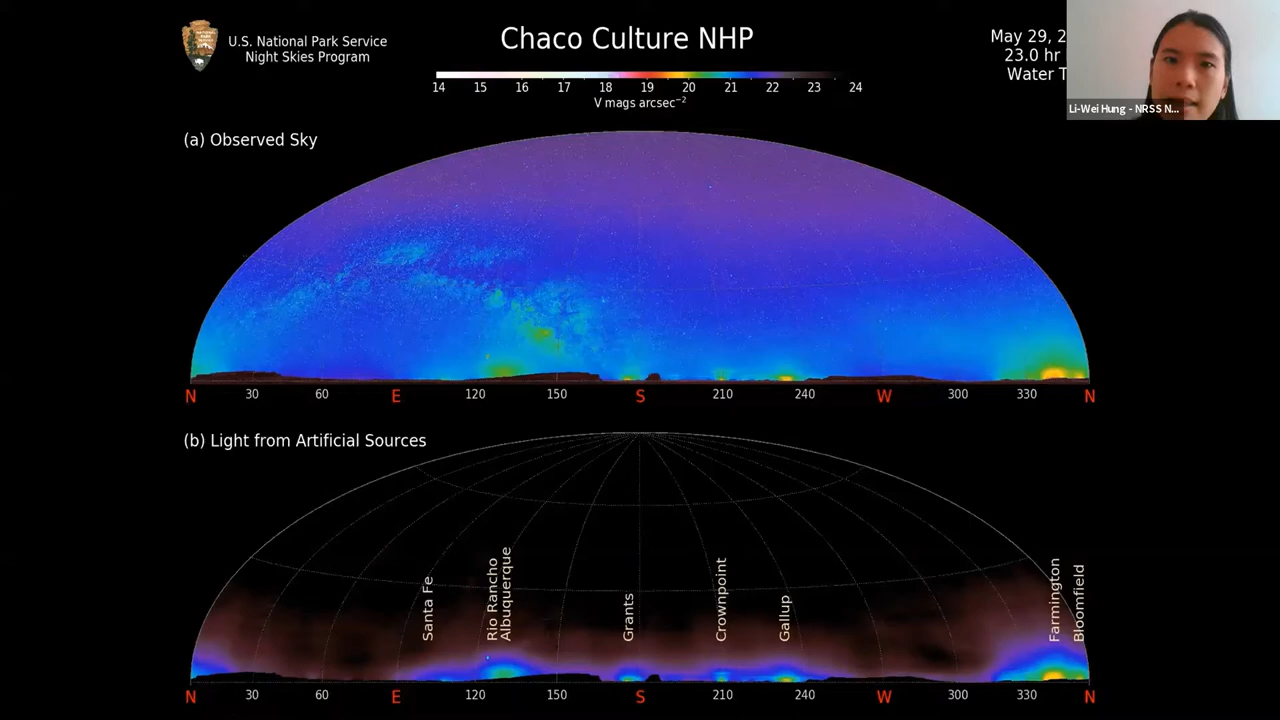 U.S. National Park Service
Night Skies Program
Chaco Culture NHP
14 15 16 17 18 19 20 21 22 23 24
V mags arcsec⁻²
May 29, 2
23.0 hr
Water T
Li-Wei Hung - NRSS N...
(a) Observed Sky
N 30 60 E 120 150 S 210 240 W 300 330 N
(b) Light from Artificial Sources
Santa Fe
Rio Rancho
Albuquerque
Grants
Crownpoint
Gallup
Farmington
Bloomfield
N 30 60 E 120 150 S 210 240 W 300 330 N